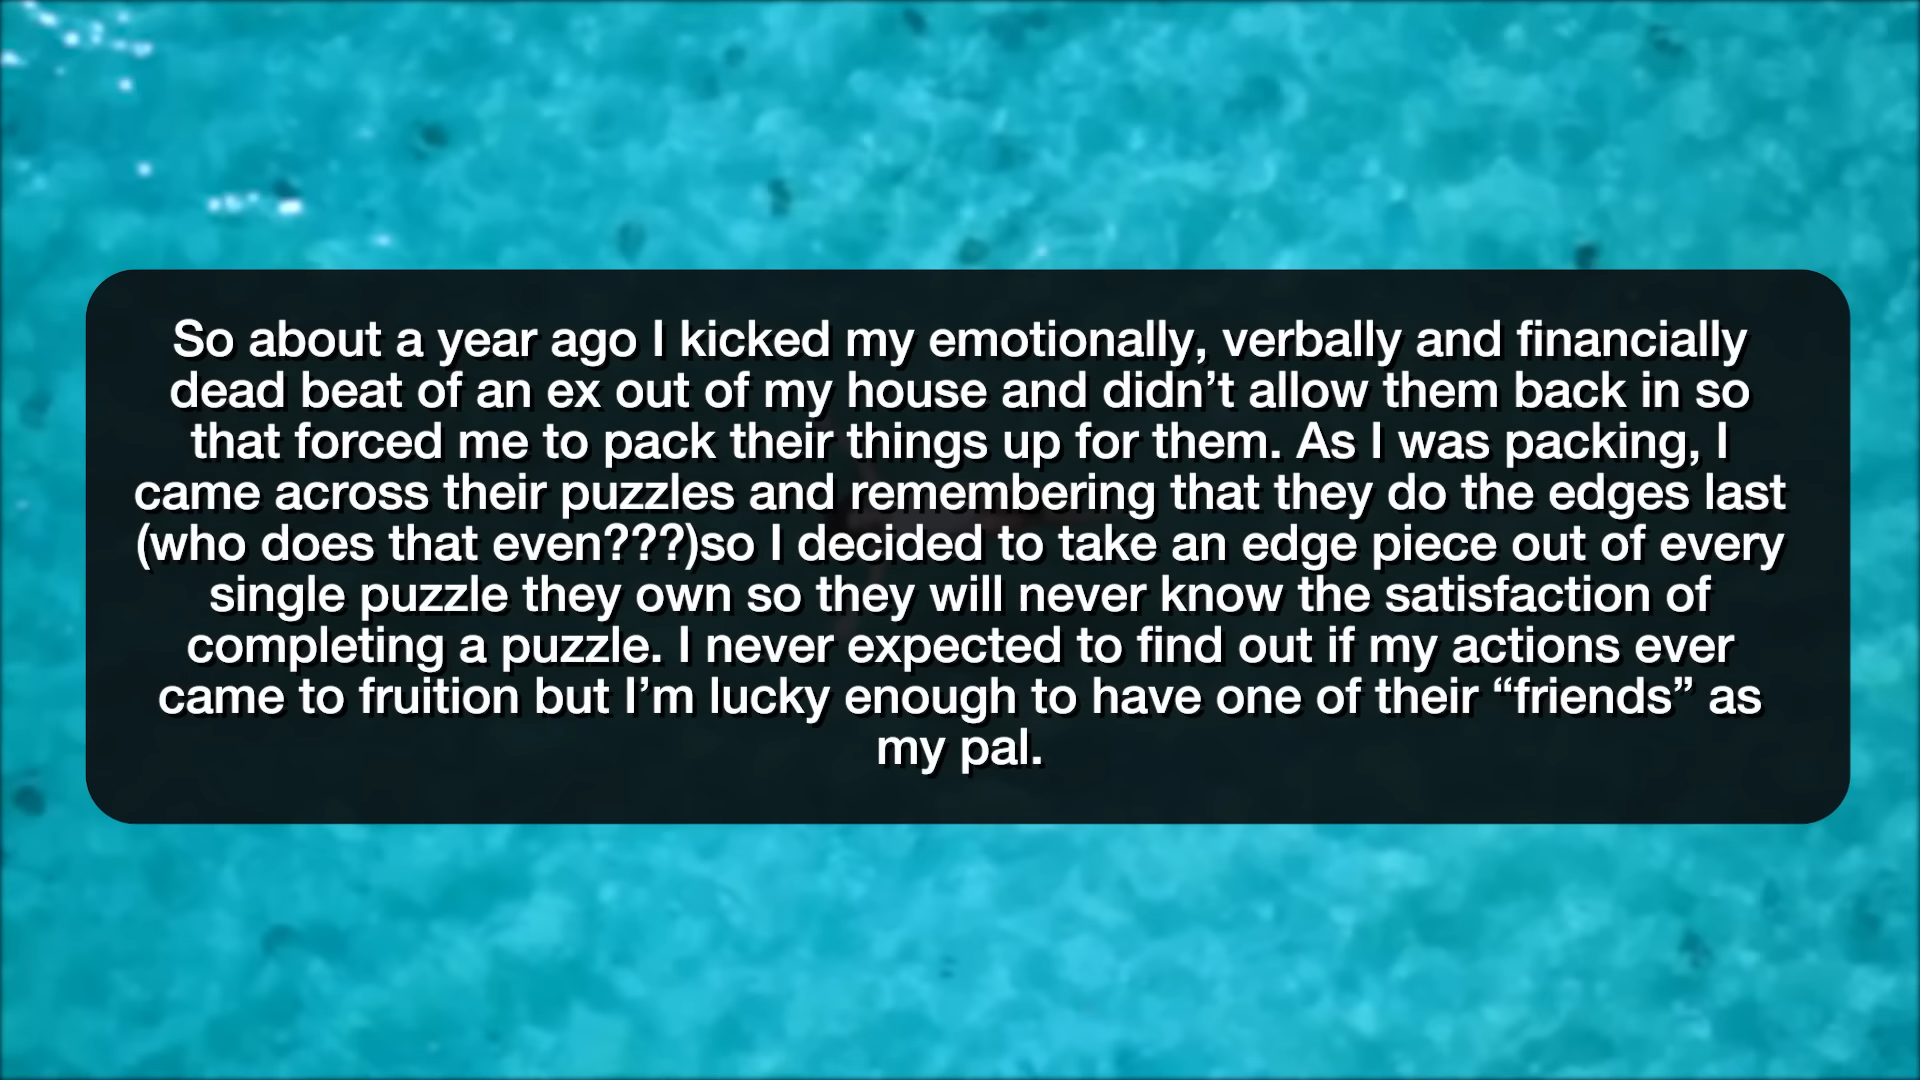 So about a year ago I kicked my emotionally, verbally and financially
dead beat of an ex out of my house and didn’t allow them back in so
that forced me to pack their things up for them. As I was packing, I
came across their puzzles and remembering that they do the edges last
(who does that even???)so I decided to take an edge piece out of every
single puzzle they own so they will never know the satisfaction of
completing a puzzle. I never expected to find out if my actions ever
came to fruition but I’m lucky enough to have one of their “friends” as
my pal.